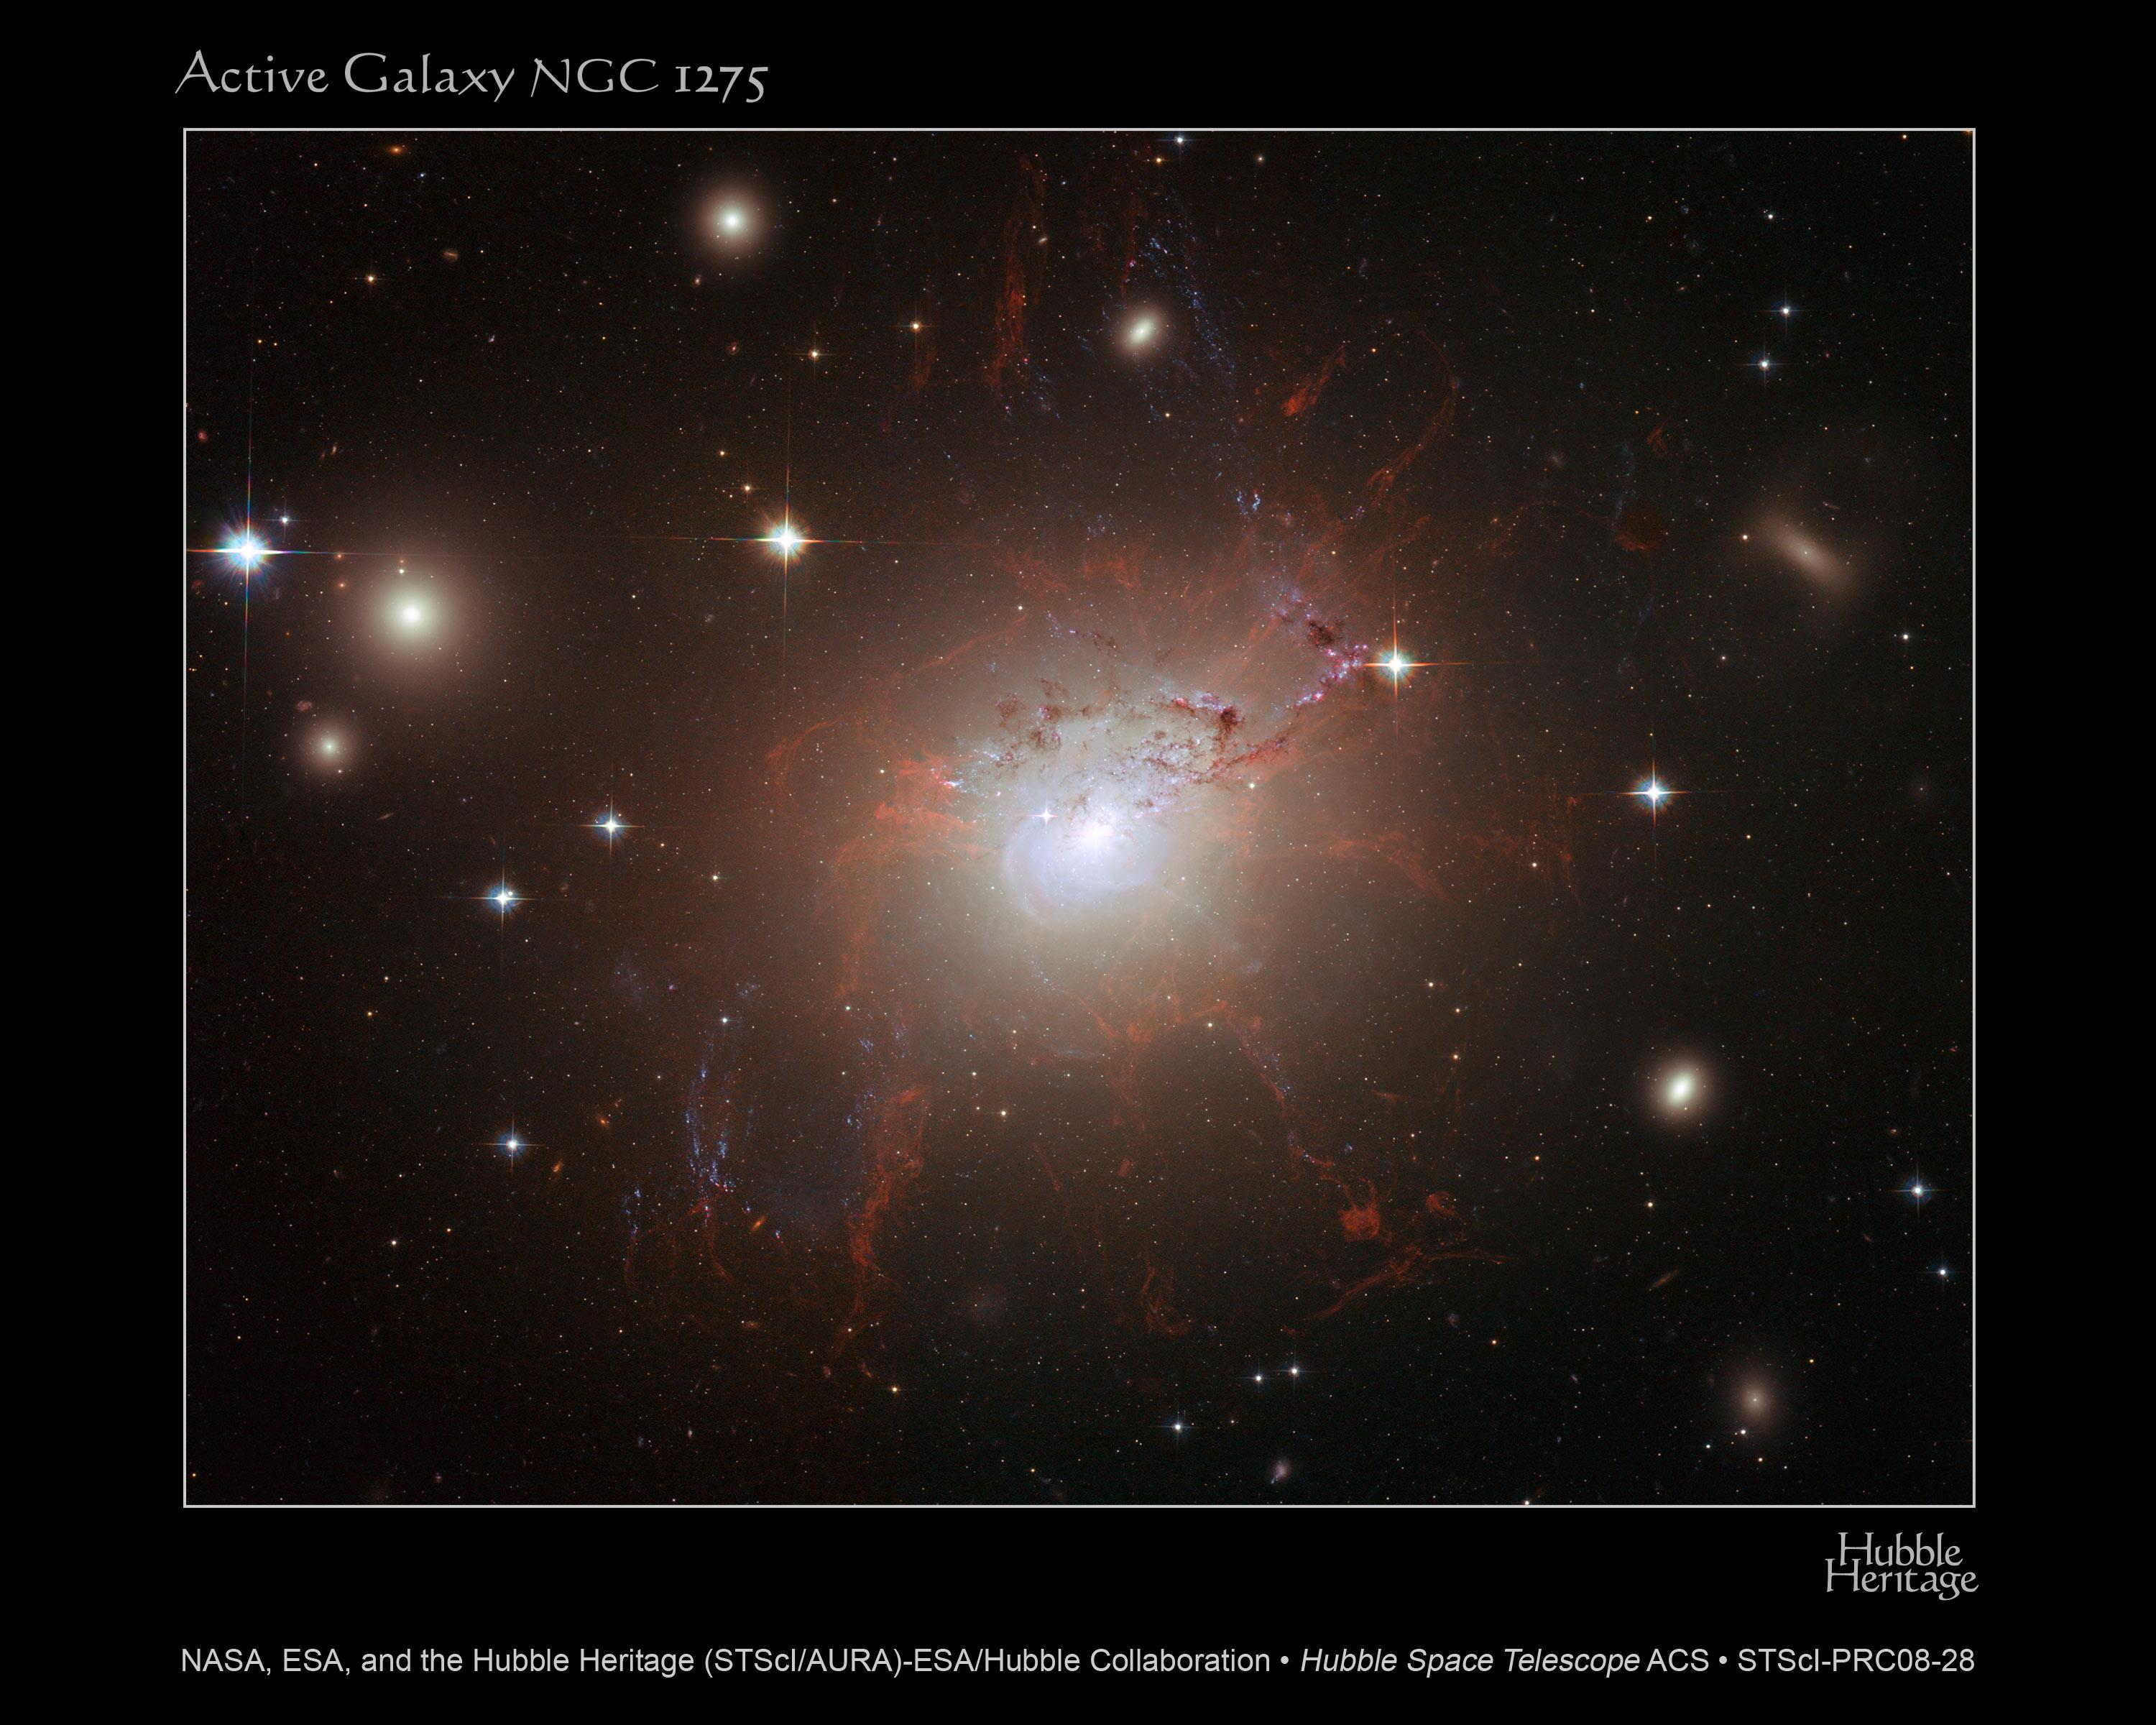 Active Galaxy NGC 1275
Hubble
Heritage
NASA, ESA, and the Hubble Heritage (STScI/AURA)-ESA/Hubble Collaboration • Hubble Space Telescope ACS • STScI-PRC08-28